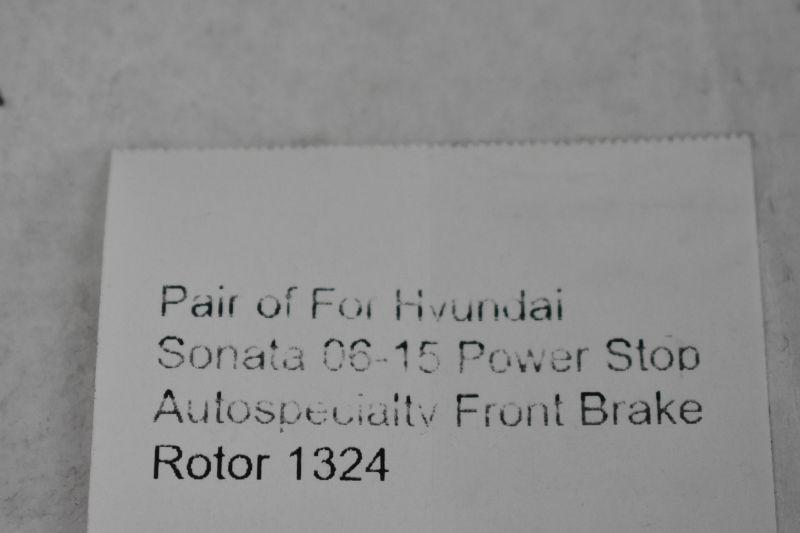 Pair of For Hyundai
Sonata 06-15 Power Stop
Autospecialty Front Brake
Rotor 1324